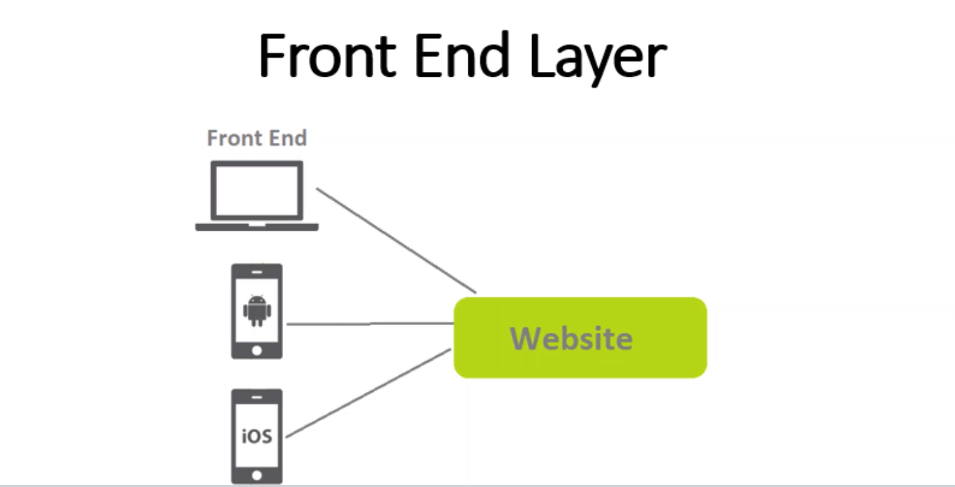 Front End Layer
Front End
Website
iOS